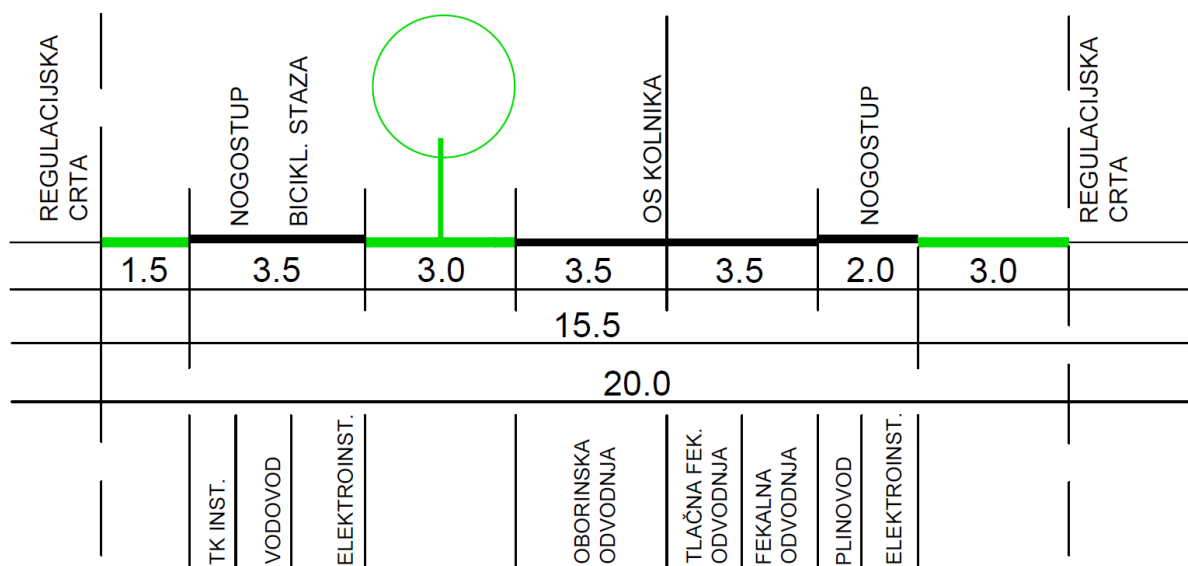 REGULACIJSKA
CRTA
NOGOSTUP
BICIKL. STAZA
OS KOLNIKA
NOGOSTUP
REGULACIJSKA
CRTA
1.5
3.5
3.0
3.5
3.5
2.0
3.0
15.5
20.0
TK INST.
VODOVOD
ELEKTROINST.
OBORINSKA
ODVODNJA
TLAČNA FEK.
ODVODNJA
FEKALNA
ODVODNJA
PLINOVOD
ELEKTROINST.